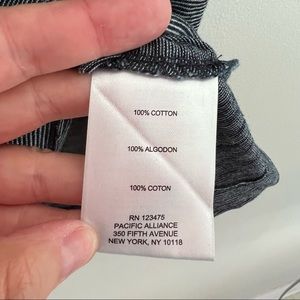 100% COTTON
100% ALGODON
100% COTON
RN 123475
PACIFIC ALLIANCE
350 FIFTH AVENUE
NEW YORK, NY 10118